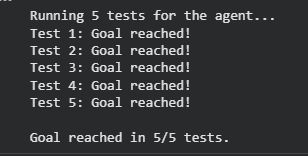 Running 5 tests for the agent...
Test 1: Goal reached!
Test 2: Goal reached!
Test 3: Goal reached!
Test 4: Goal reached!
Test 5: Goal reached!
Goal reached in 5/5 tests.